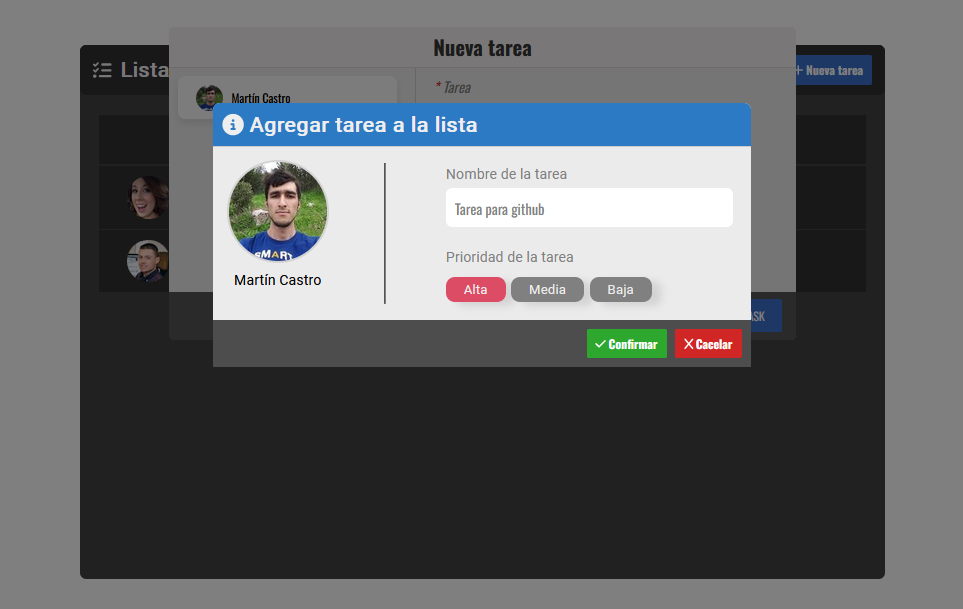 Nueva tarea
Lista
+ Nueva tarea
Martín Castro
* Tarea
Agregar tarea a la lista
Nombre de la tarea
Tarea para github
SMART
Martín Castro
Prioridad de la tarea
Alta
Media
Baja
Confirmar
Cacelar